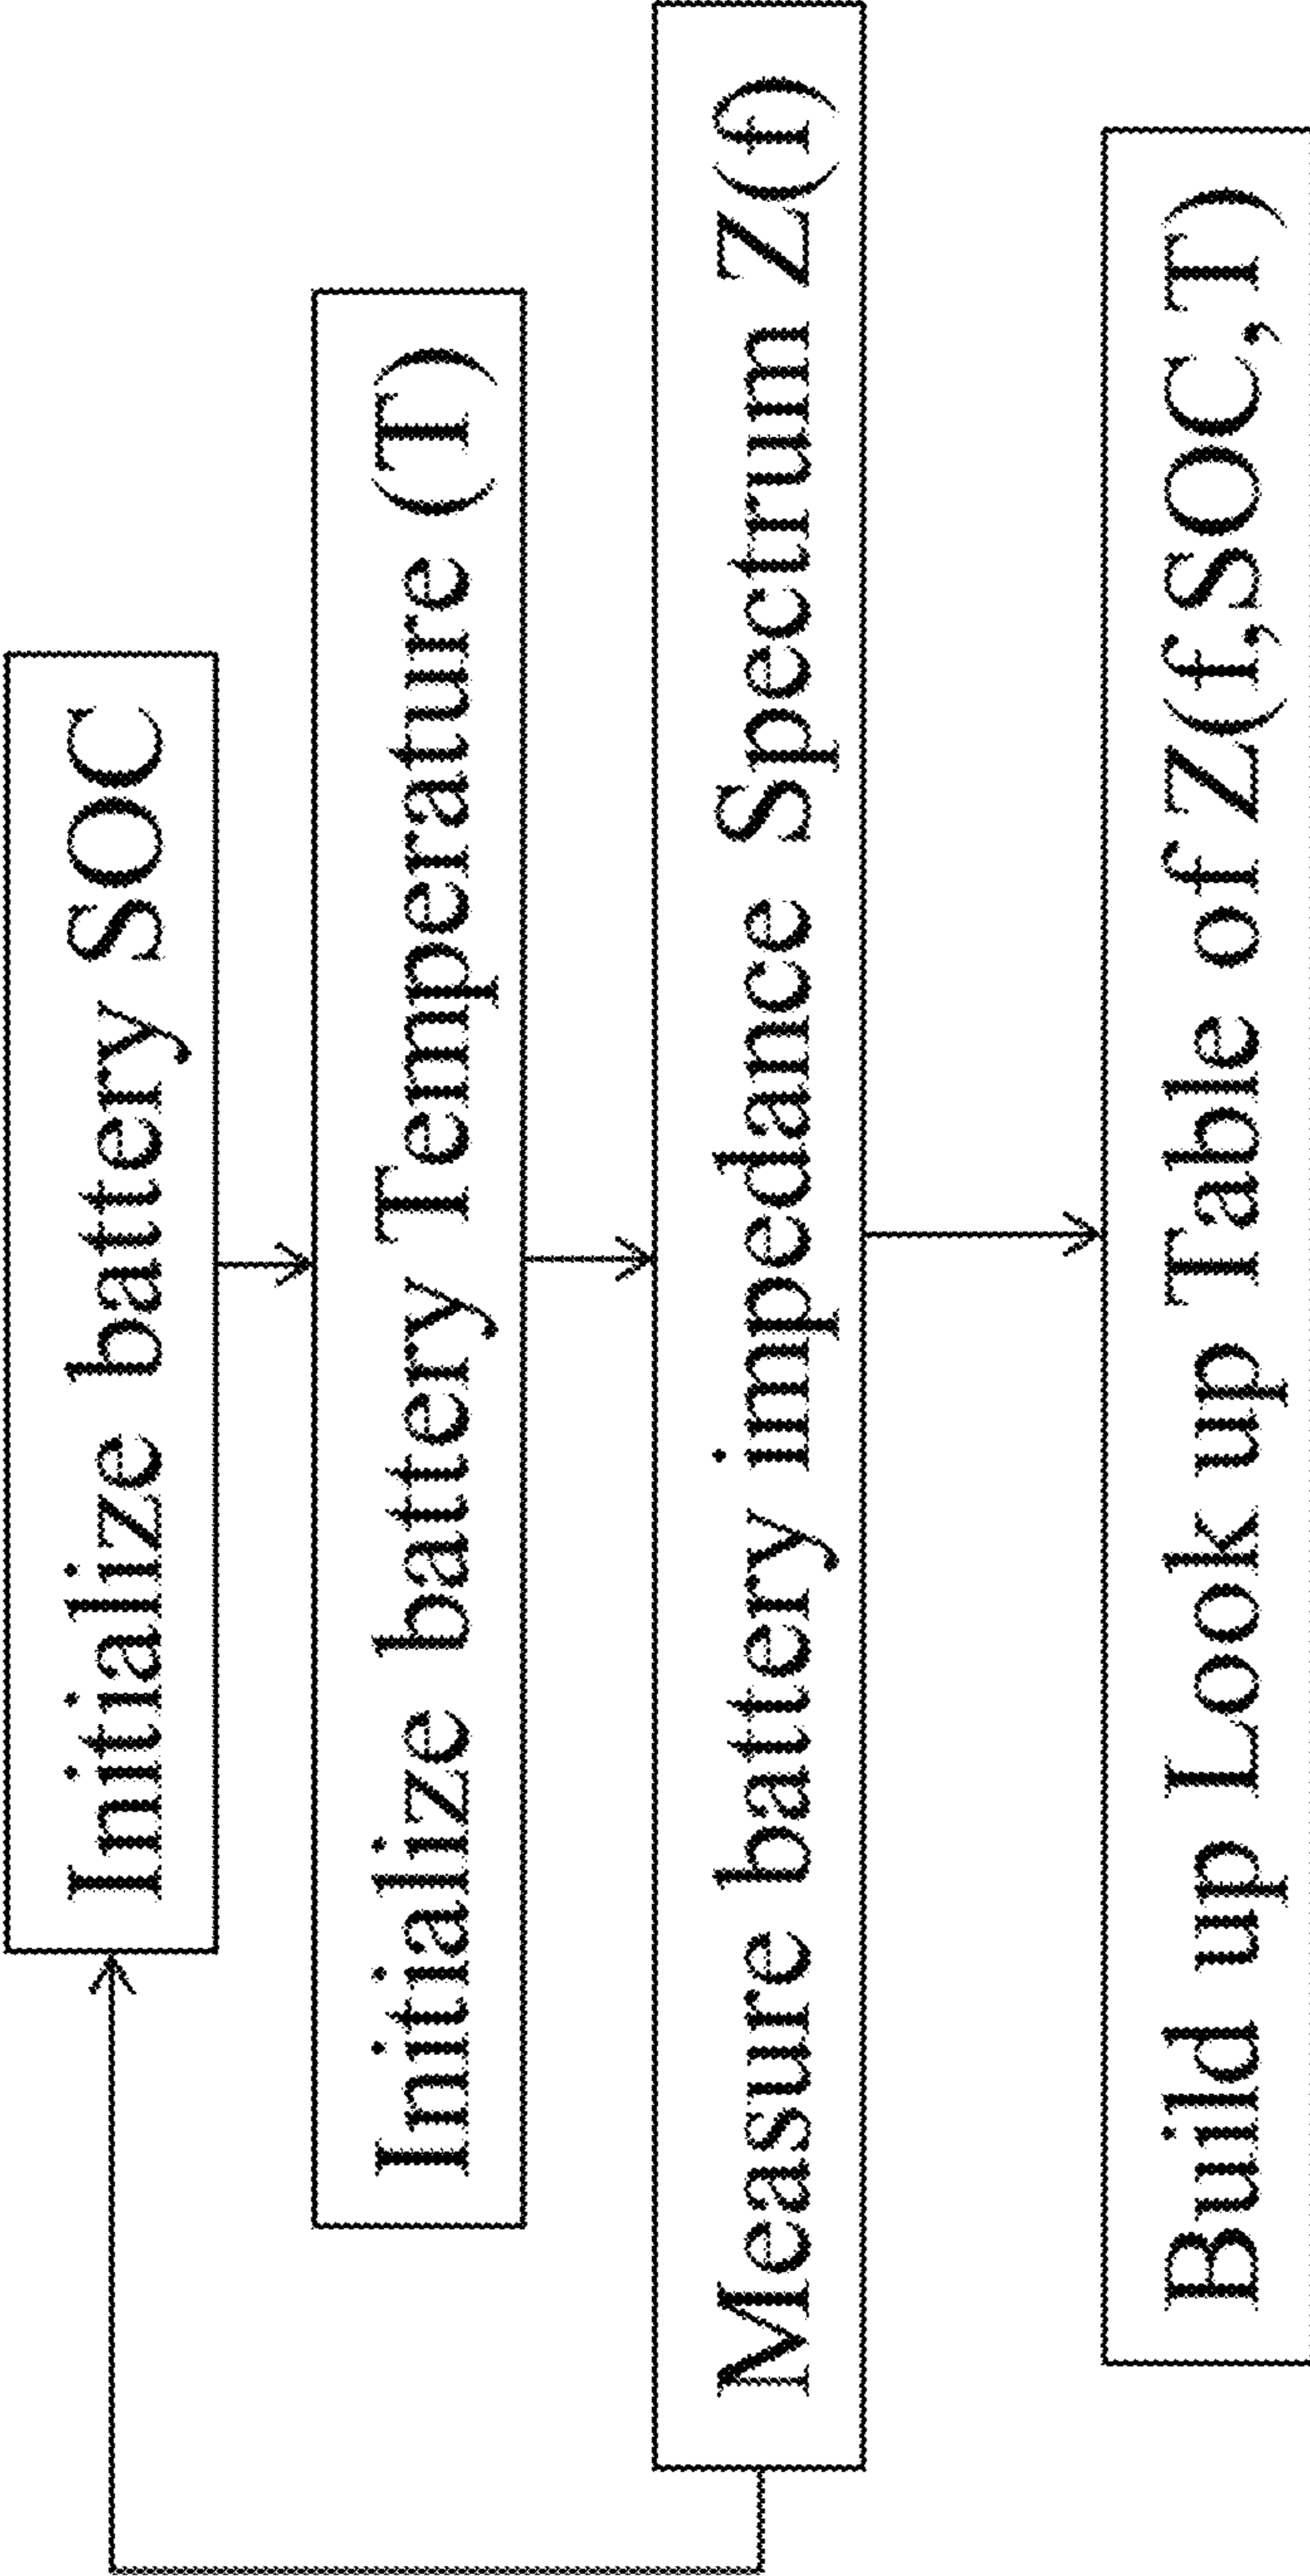 Initialize battery SOC
Initialize battery Temperature (T)
Measure battery impedance Spectrum Z(f)
Build up Look up Table of Z(f,SOC,T)